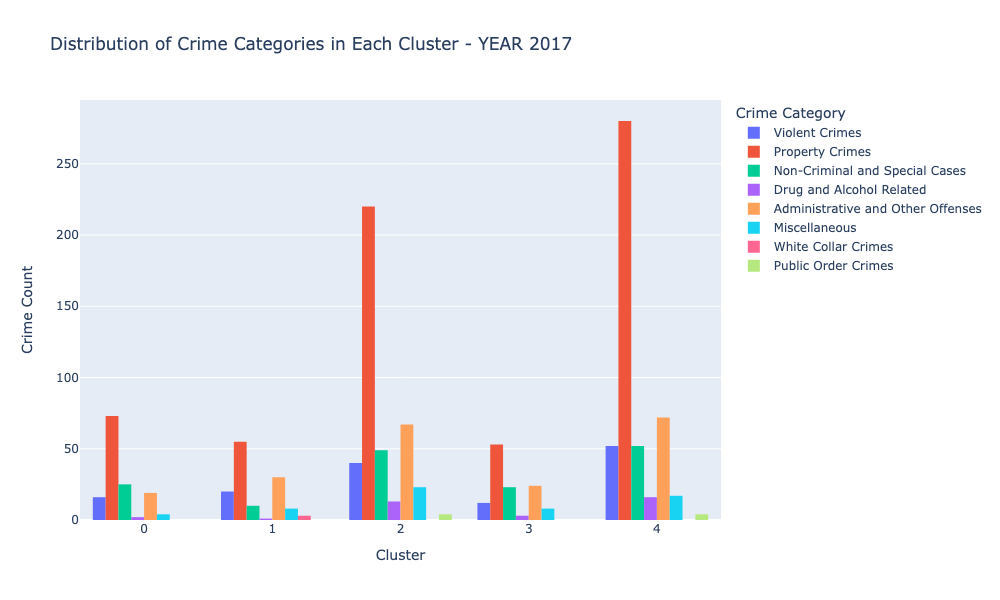 Distribution of Crime Categories in Each Cluster - YEAR 2017
Crime Category
Violent Crimes
Property Crimes
Non-Criminal and Special Cases
Drug and Alcohol Related
Administrative and Other Offenses
Miscellaneous
White Collar Crimes
Public Order Crimes
Crime Count
250
200
150
100
50
0
0 1 2 3 4
Cluster